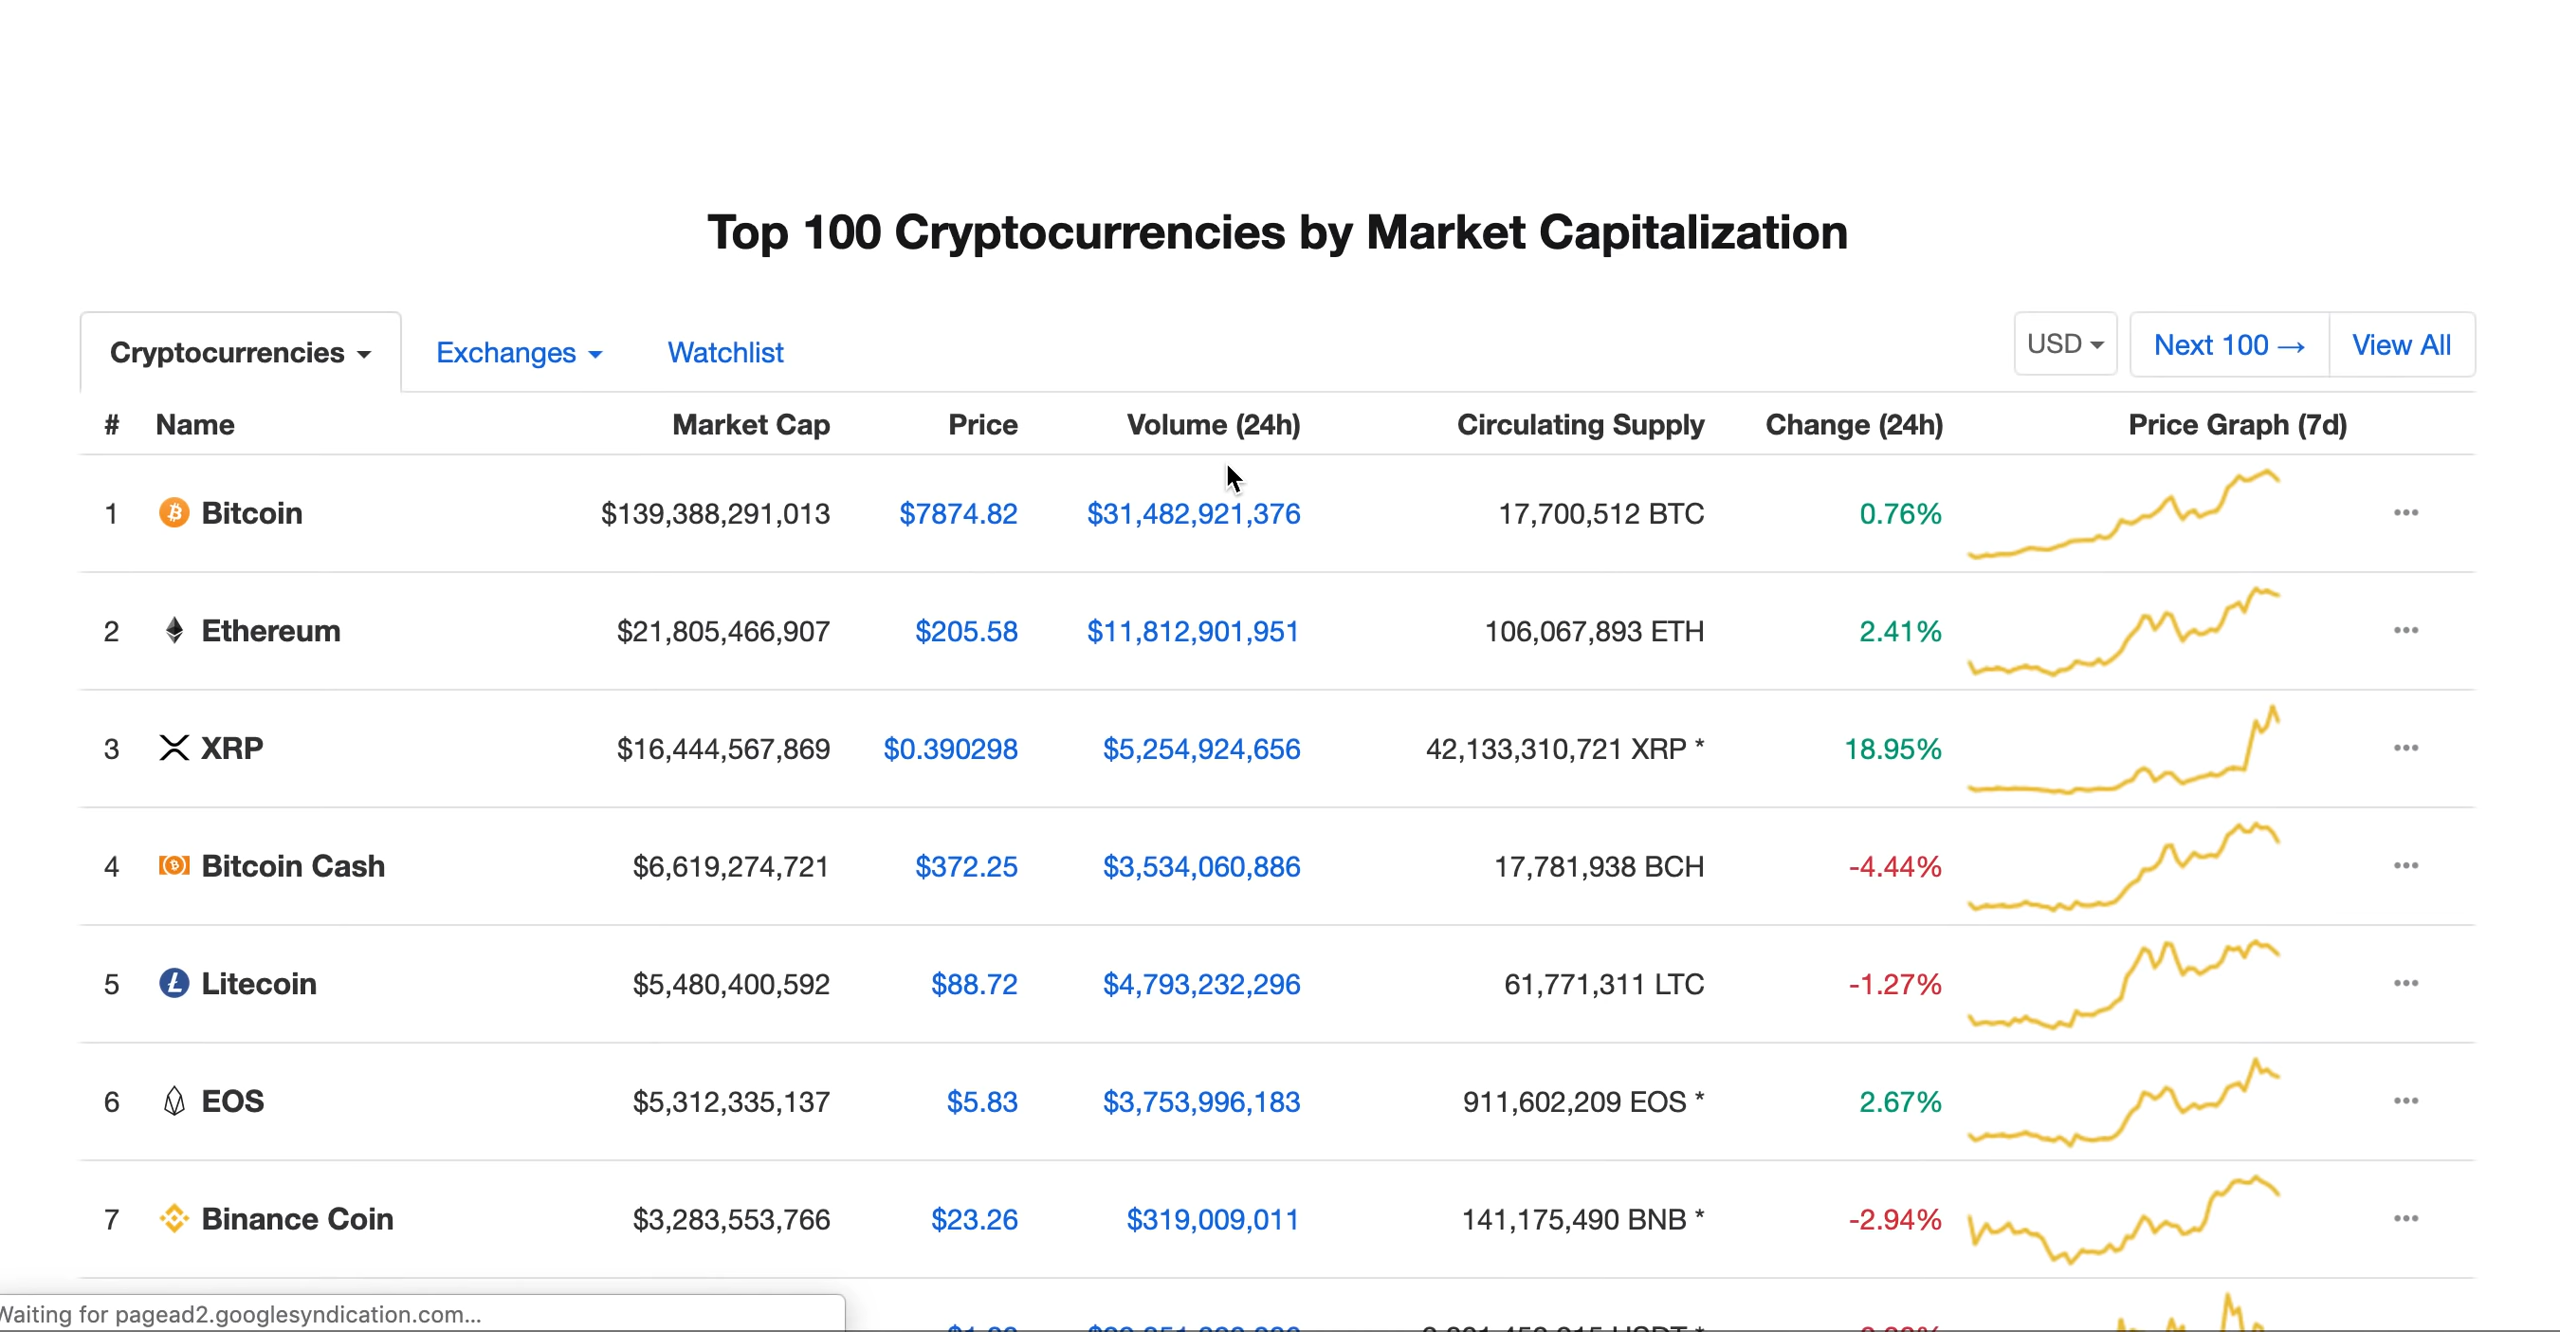 Top 100 Cryptocurrencies by Market Capitalization
Cryptocurrencies Exchanges Watchlist USD Next 100 → View All
# Name Market Cap Price Volume (24h) Circulating Supply Change (24h) Price Graph (7d)
1 Bitcoin $139,388,291,013 $7874.82 $31,482,921,376 17,700,512 BTC 0.76%
2 Ethereum $21,805,466,907 $205.58 $11,812,901,951 106,067,893 ETH 2.41%
3 XRP $16,444,567,869 $0.390298 $5,254,924,656 42,133,310,721 XRP * 18.95%
4 Bitcoin Cash $6,619,274,721 $372.25 $3,534,060,886 17,781,938 BCH -4.44%
5 Litecoin $5,480,400,592 $88.72 $4,793,232,296 61,771,311 LTC -1.27%
6 EOS $5,312,335,137 $5.83 $3,753,996,183 911,602,209 EOS * 2.67%
7 Binance Coin $3,283,553,766 $23.26 $319,009,011 141,175,490 BNB * -2.94%
Waiting for pagead2.googlesyndication.com...